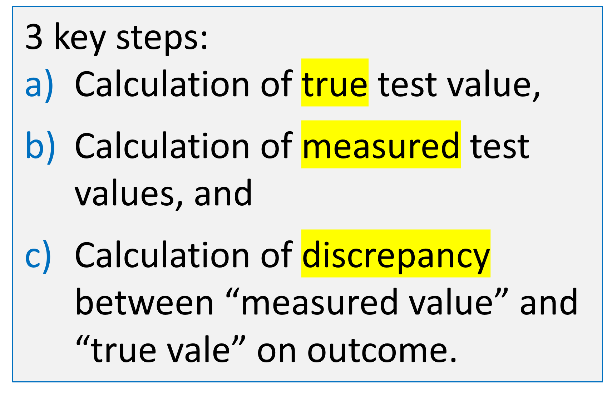 3 key steps:
a) Calculation of true test value,
b) Calculation of measured test
values, and
c) Calculation of discrepancy
between “measured value” and
“true vale” on outcome.